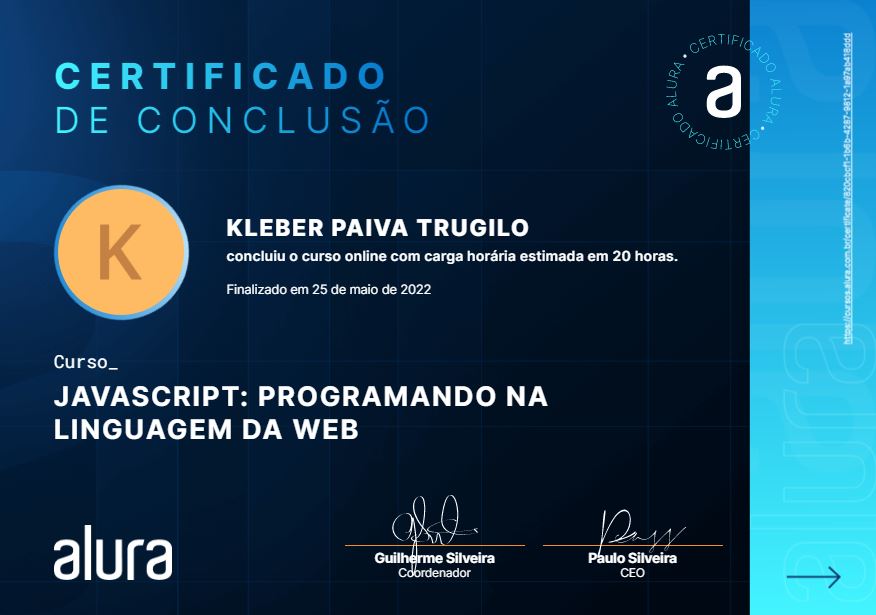 CERTIFICADO
DE CONCLUSÃO
CERTIFICADO ALURA • CERTIFICADO ALURA •
a
K
KLEBER PAIVA TRUGILO
concluiu o curso online com carga horária estimada em 20 horas.
Finalizado em 25 de maio de 2022
Curso_
JAVASCRIPT: PROGRAMANDO NA
LINGUAGEM DA WEB
alura
Guilherme Silveira
Coordenador
Paulo Silveira
CEO
alura